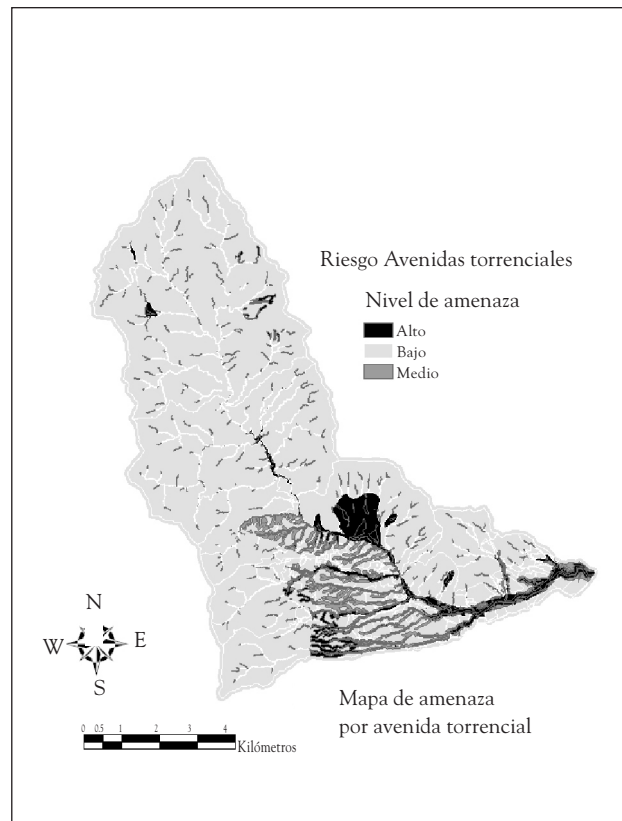 Riesgo Avenidas torrenciales
Nivel de amenaza
Alto
Bajo
Medio
N
W E
S
Mapa de amenaza
por avenida torrencial
0 0.5 1 2 3 4
Kilómetros